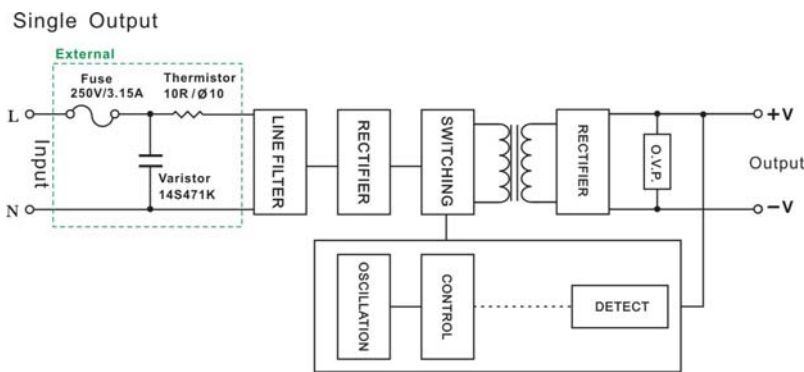 Single Output
External
Fuse
250V/3.15A
Thermistor
10R/Ø10
L
Input
N
Varistor
14S471K
LINE FILTER
RECTIFIER
SWITCHING
RECTIFIER
O.V.P.
+V
Output
-V
OSCILLATION
CONTROL
DETECT